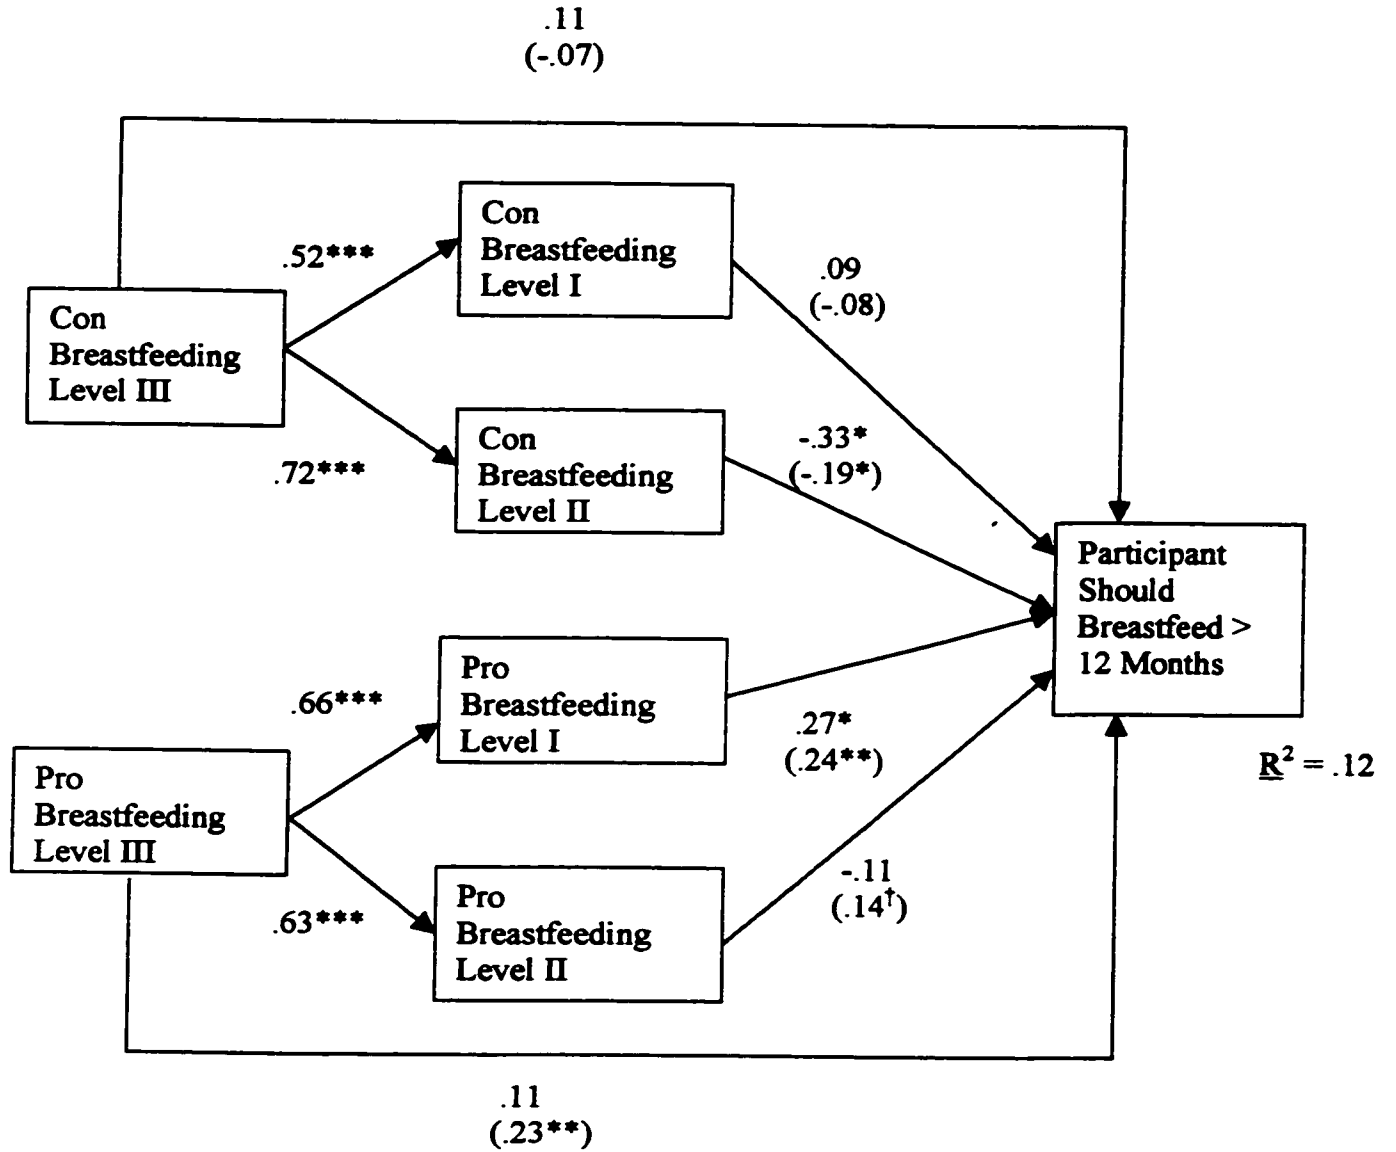 .11
(-.07)
Con
Breastfeeding
Level I
.52***
.09
(-.08)
Con
Breastfeeding
Level III
.72***
Con
Breastfeeding
Level II
-.33*
(-.19*)
Participant
Should
Breastfeed >
12 Months
R² = .12
Pro
Breastfeeding
Level I
.66***
.27*
(.24**)
Pro
Breastfeeding
Level III
.63***
Pro
Breastfeeding
Level II
-.11
(.14†)
.11
(.23**)